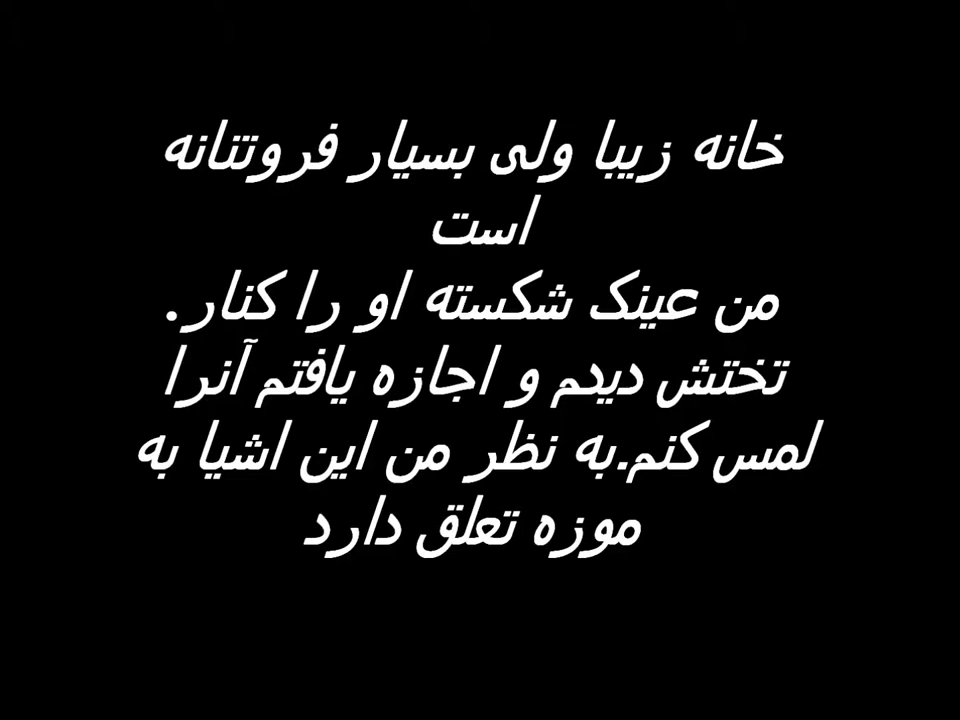 خانه زیبا ولی بسیار فروتنانه
است
من عینک شکسته او را کنار.
تختش دیدم و اجازه یافتم آنرا
لمس کنم.به نظر من این اشیا به
موزه تعلق دارد